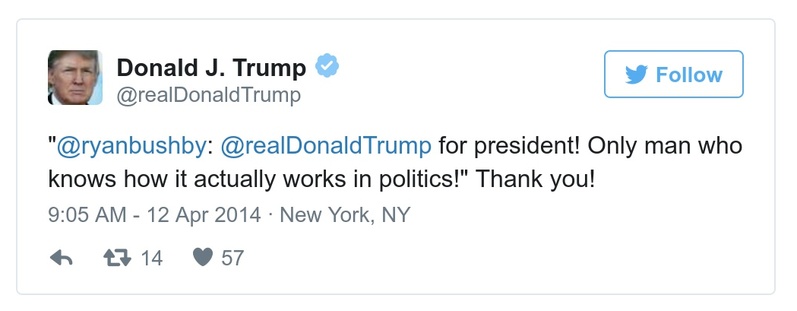 Donald J. Trump
@realDonaldTrump
Follow
"@ryanbushby: @realDonaldTrump for president! Only man who
knows how it actually works in politics!" Thank you!
9:05 AM - 12 Apr 2014 · New York, NY
14 57